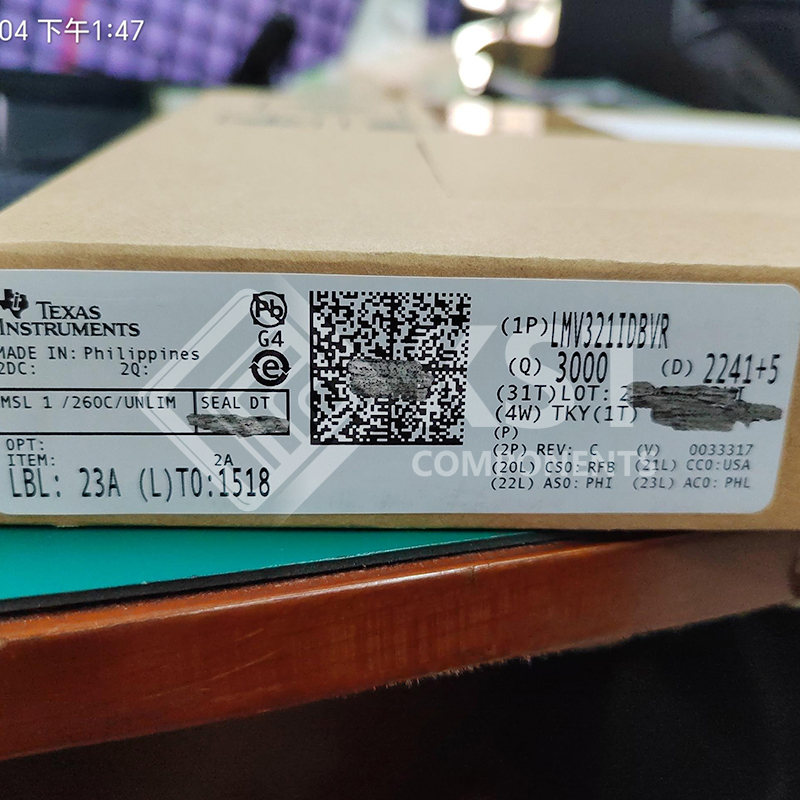 04 下午1:47
TEXAS
INSTRUMENTS
MADE IN: Philippines
2DC: 2Q:
MSL 1 /260C/UNLIM
SEAL DT
OPT:
ITEM: 2A
LBL: 23A (L)TO:1518
Pb
G4
e
(1P)LMV321IDBVR
(Q) 3000 (D) 2241+5
(31T)LOT: 2
(4W) TKY(1T)
(P)
(2P) REV: C (V) 0033317
(20L) CSO: RFB (21L) CCO:USA
(22L) ASO: PHI (23L) ACO: PHL
COMPONENTS